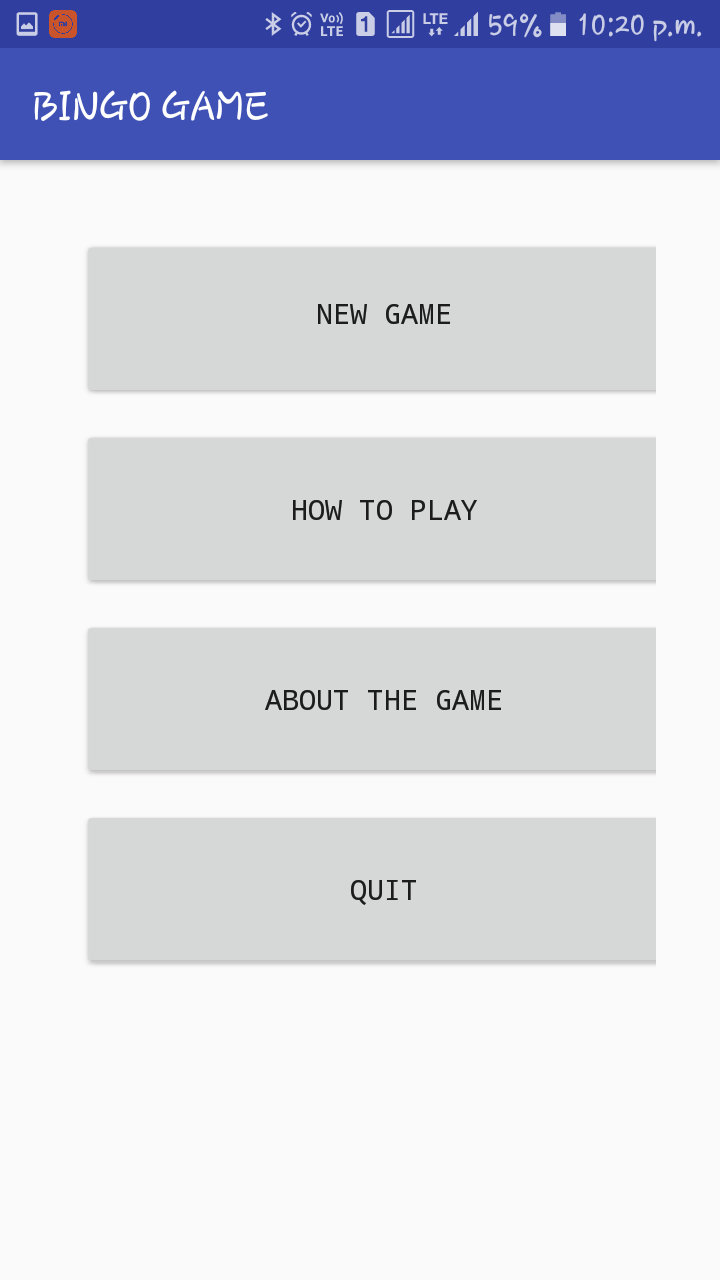 Vo))
LTE
1
LTE
59%
10:20 p.m.
BINGO GAME
NEW GAME
HOW TO PLAY
ABOUT THE GAME
QUIT